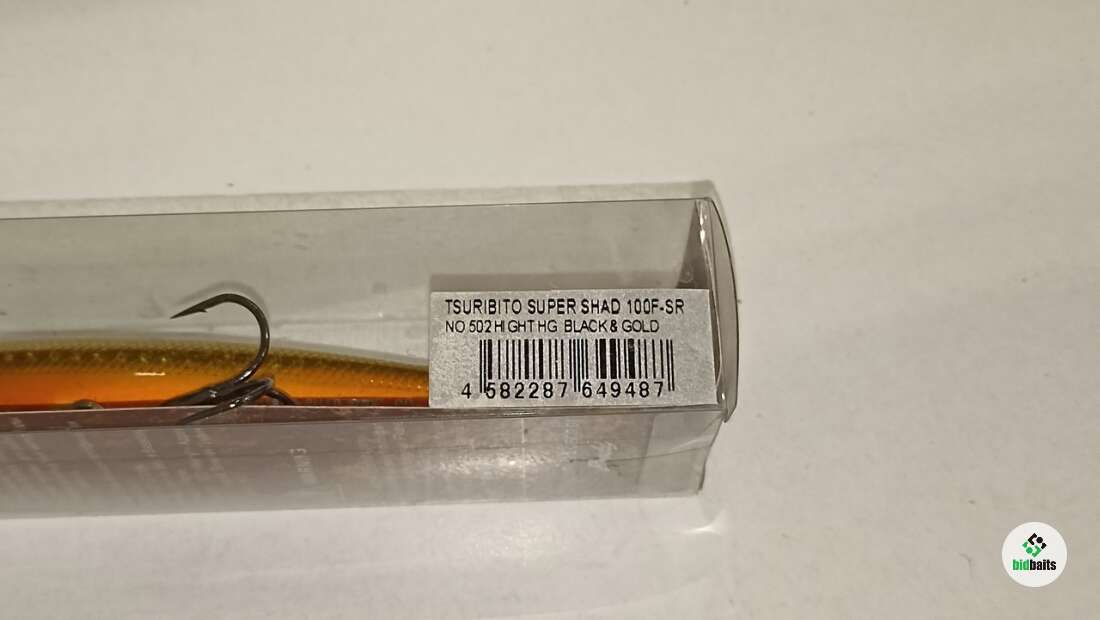 TSURIBITO SUPER SHAD 100F-SR
NO 502 HIGHT HG BLACK & GOLD
4 582287 649487
bidbaits